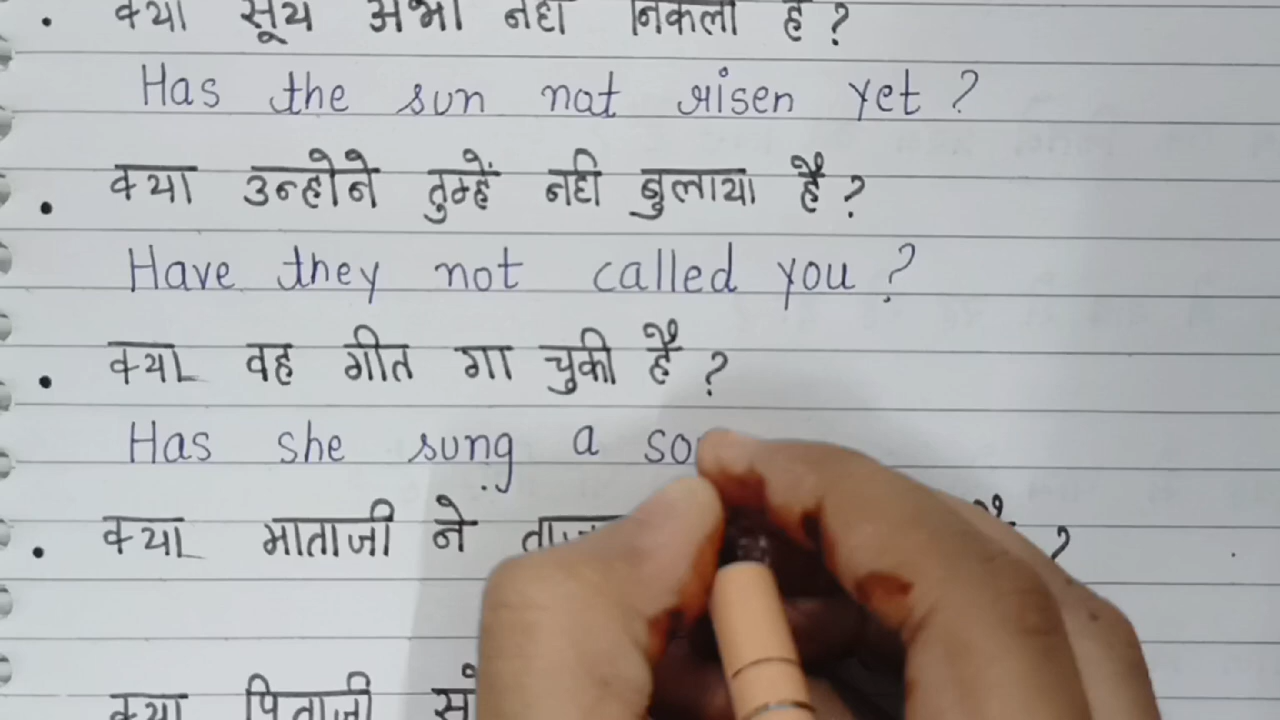 • क्या सूर्य अभी नही निकला है ?
Has the sun not risen yet ?
• क्या उन्होने तुम्हें नही बुलाया है ?
Have they not called you ?
• क्या वह गीत गा चुकी है ?
Has she sung a so
• क्या माताजी ने ?
क्या पिताजी